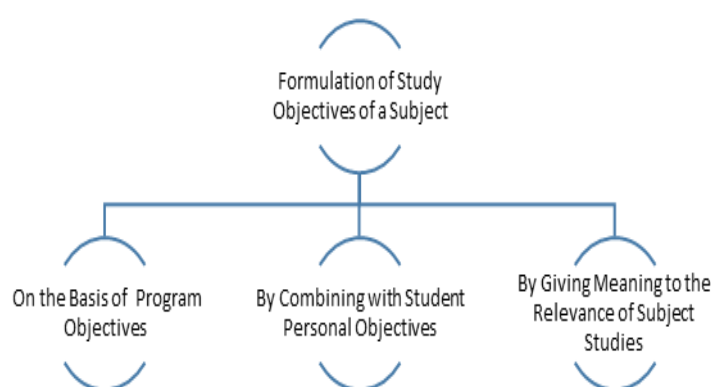 Formulation of Study
Objectives of a Subject
On the Basis of Program
Objectives
By Combining with Student
Personal Objectives
By Giving Meaning to the
Relevance of Subject
Studies